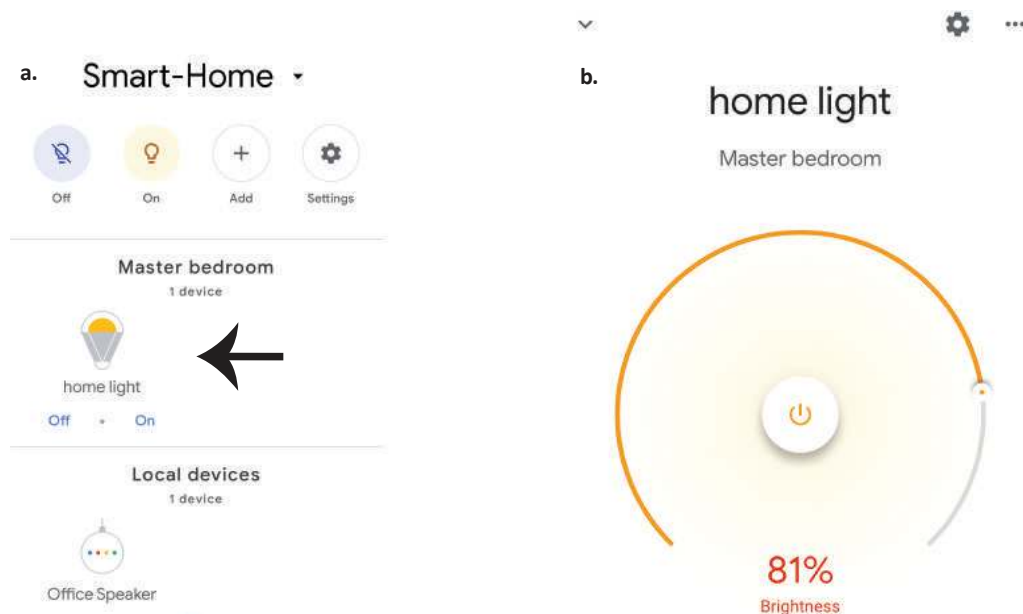 a.
Smart-Home
Off On Add Settings
Master bedroom
1 device
home light
Off • On
Local devices
1 device
Office Speaker
b.
home light
Master bedroom
81%
Brightness